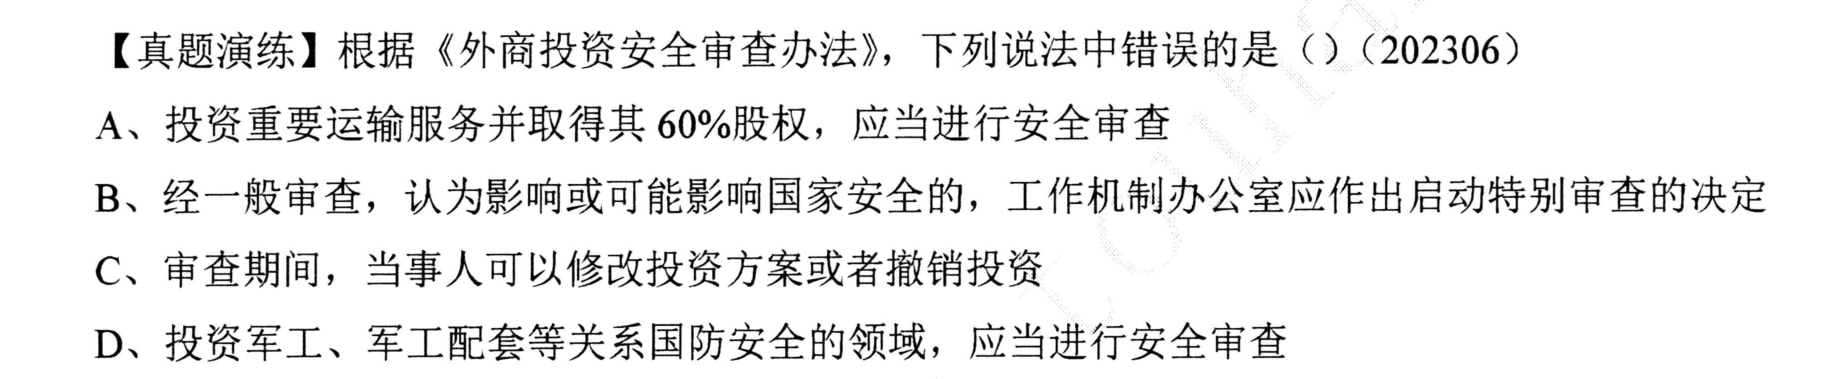 【真题演练】根据《外商投资安全审查办法》，下列说法中错误的是（）（202306）
A、投资重要运输服务并取得其 60%股权，应当进行安全审查
B、经一般审查，认为影响或可能影响国家安全的，工作机制办公室应作出启动特别审查的决定
C、审查期间，当事人可以修改投资方案或者撤销投资
D、投资军工、军工配套等关系国防安全的领域，应当进行安全审查